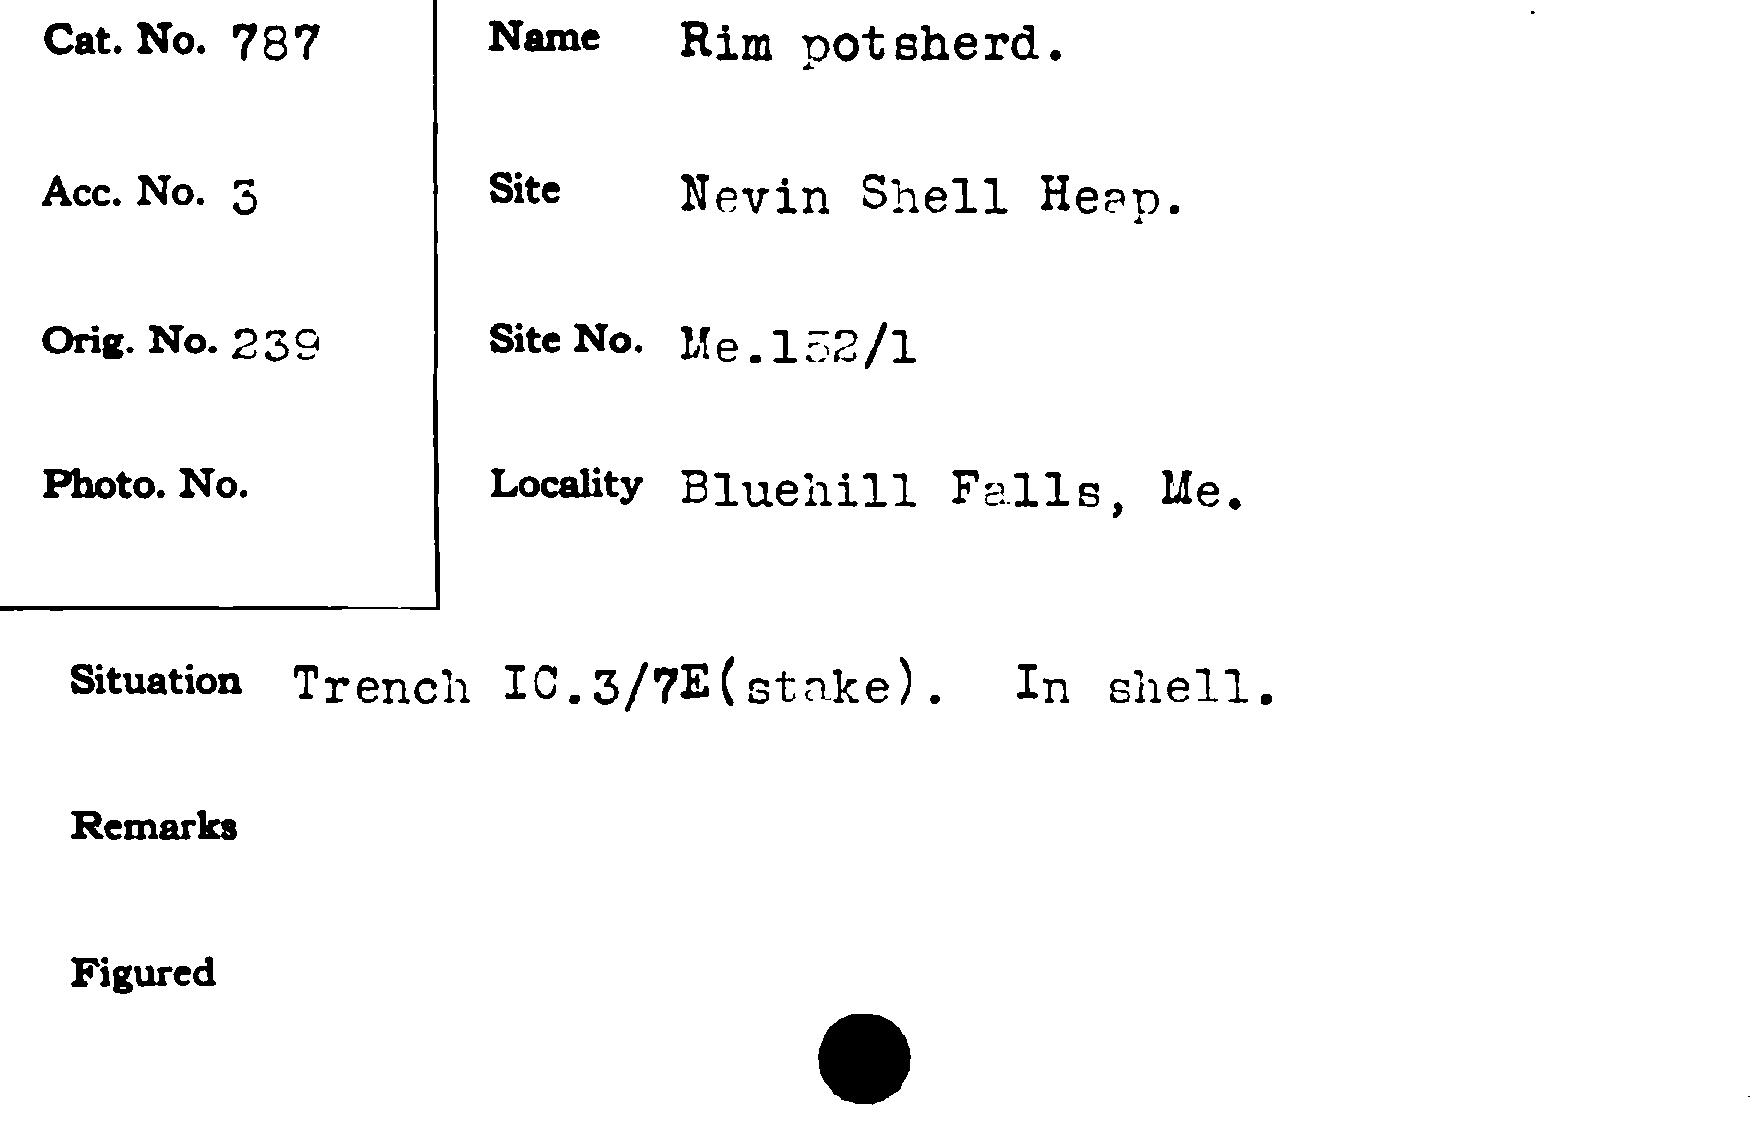 Cat. No. 787
Name Rim potsherd.
Acc. No. 3
Site Nevin Shell Heap.
Orig. No. 239
Site No. Me.152/1
Photo. No.
Locality Bluehill Falls, Me.
Situation Trench IC.3/7E(stake). In shell.
Remarks
Figured